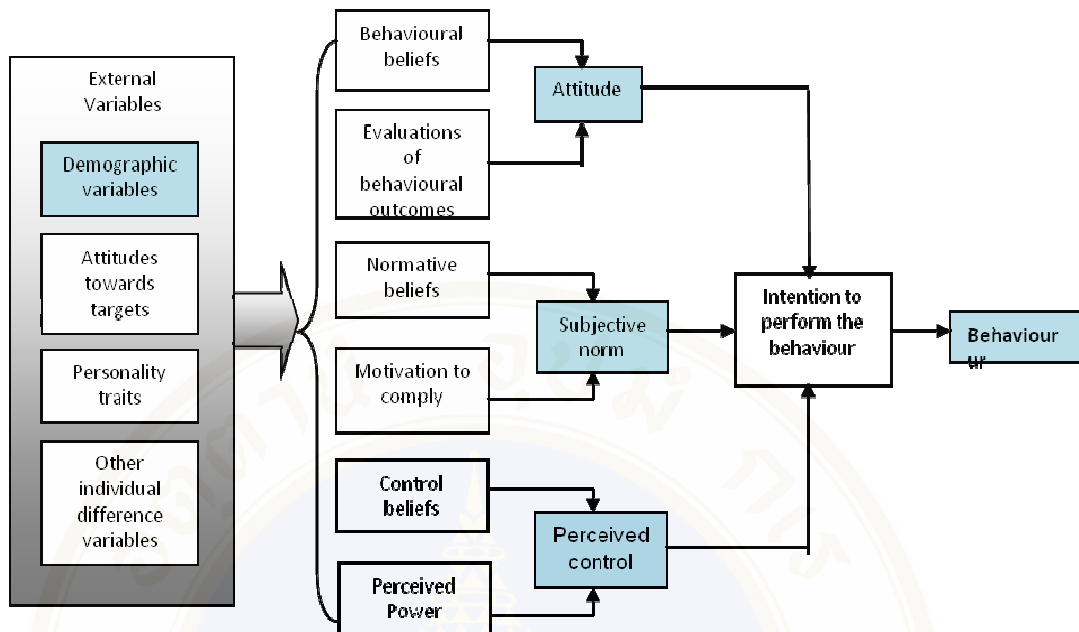 External
Variables
Demographic
variables
Attitudes
towards
targets
Personality
traits
Other
individual
difference
variables
Behavioural
beliefs
Evaluations
of
behavioural
outcomes
Normative
beliefs
Motivation to
comply
Control
beliefs
Perceived
Power
Attitude
Subjective
norm
Perceived
control
Intention to
perform the
behaviour
Behaviour
ur